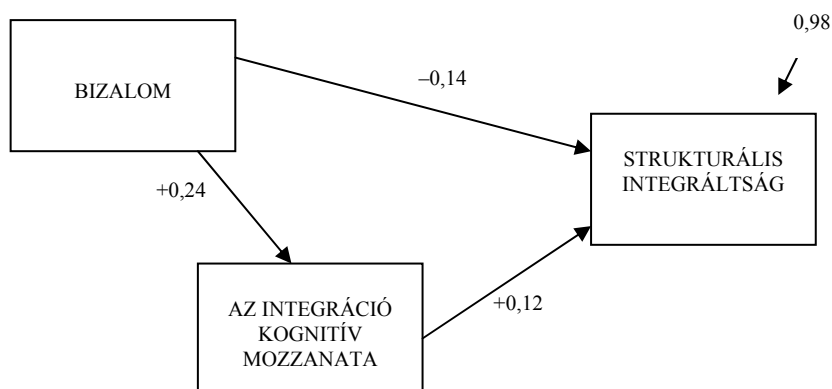 0,98
–0,14
BIZALOM
STRUKTURÁLIS
INTEGRÁLTSÁG
+0,24
+0,12
AZ INTEGRÁCIÓ
KOGNITÍV
MOZZANATA